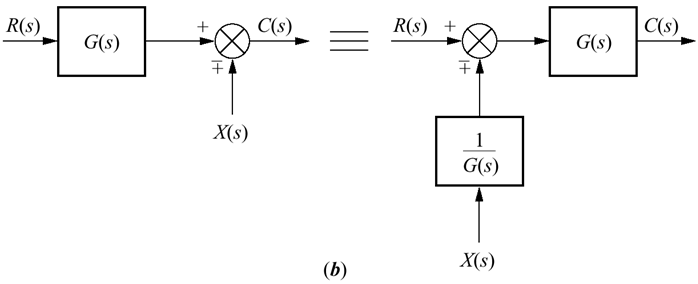 R(s) G(s) + C(s) R(s) + G(s) C(s)
∓ ∓
X(s)
1
G(s)
X(s)
(b)